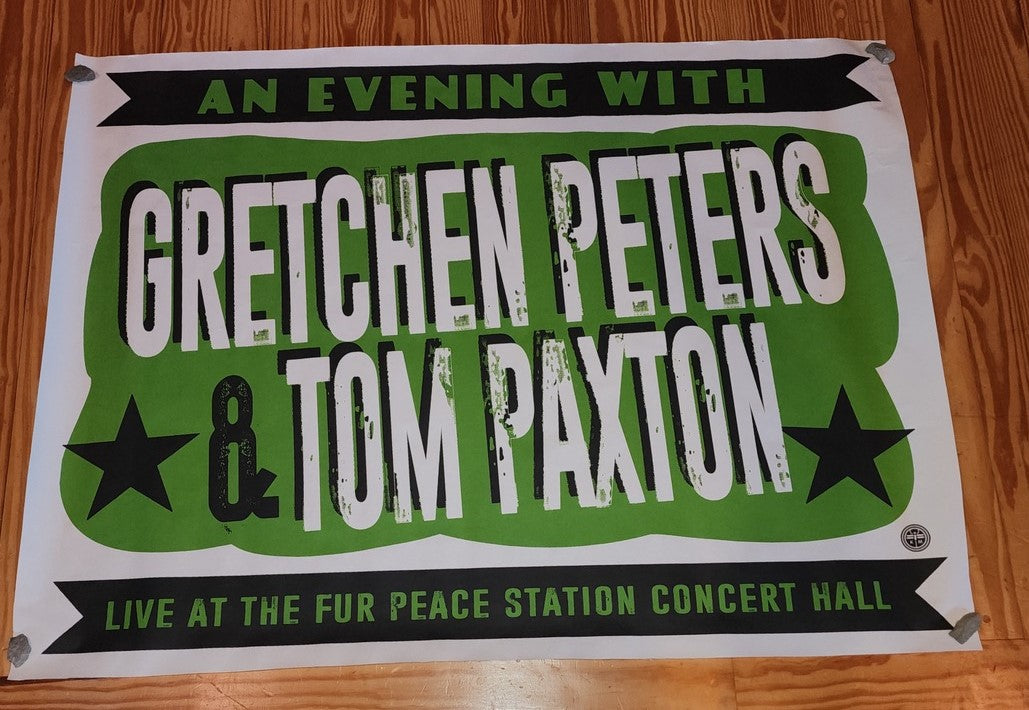 AN EVENING WITH
GRETCHEN PETERS
& TOM PAXTON
LIVE AT THE FUR PEACE STATION CONCERT HALL